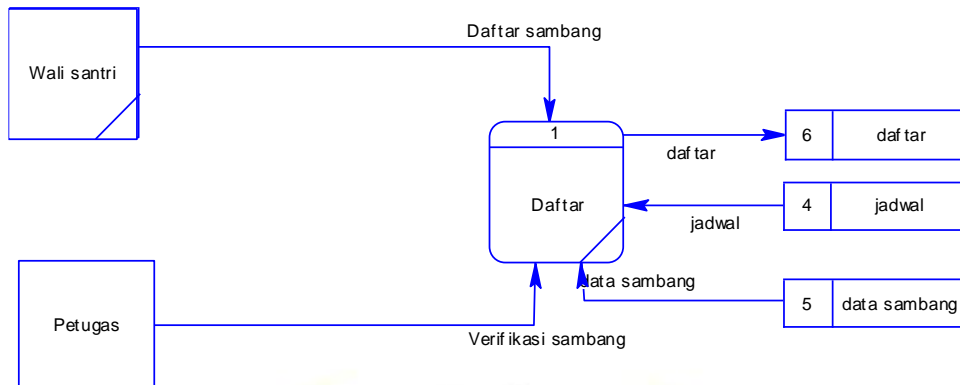 Daftar sambang
Wali santri
1
daftar
6 daftar
Daftar
4 jadwal
jadwal
data sambang
5 data sambang
Petugas
Verifikasi sambang